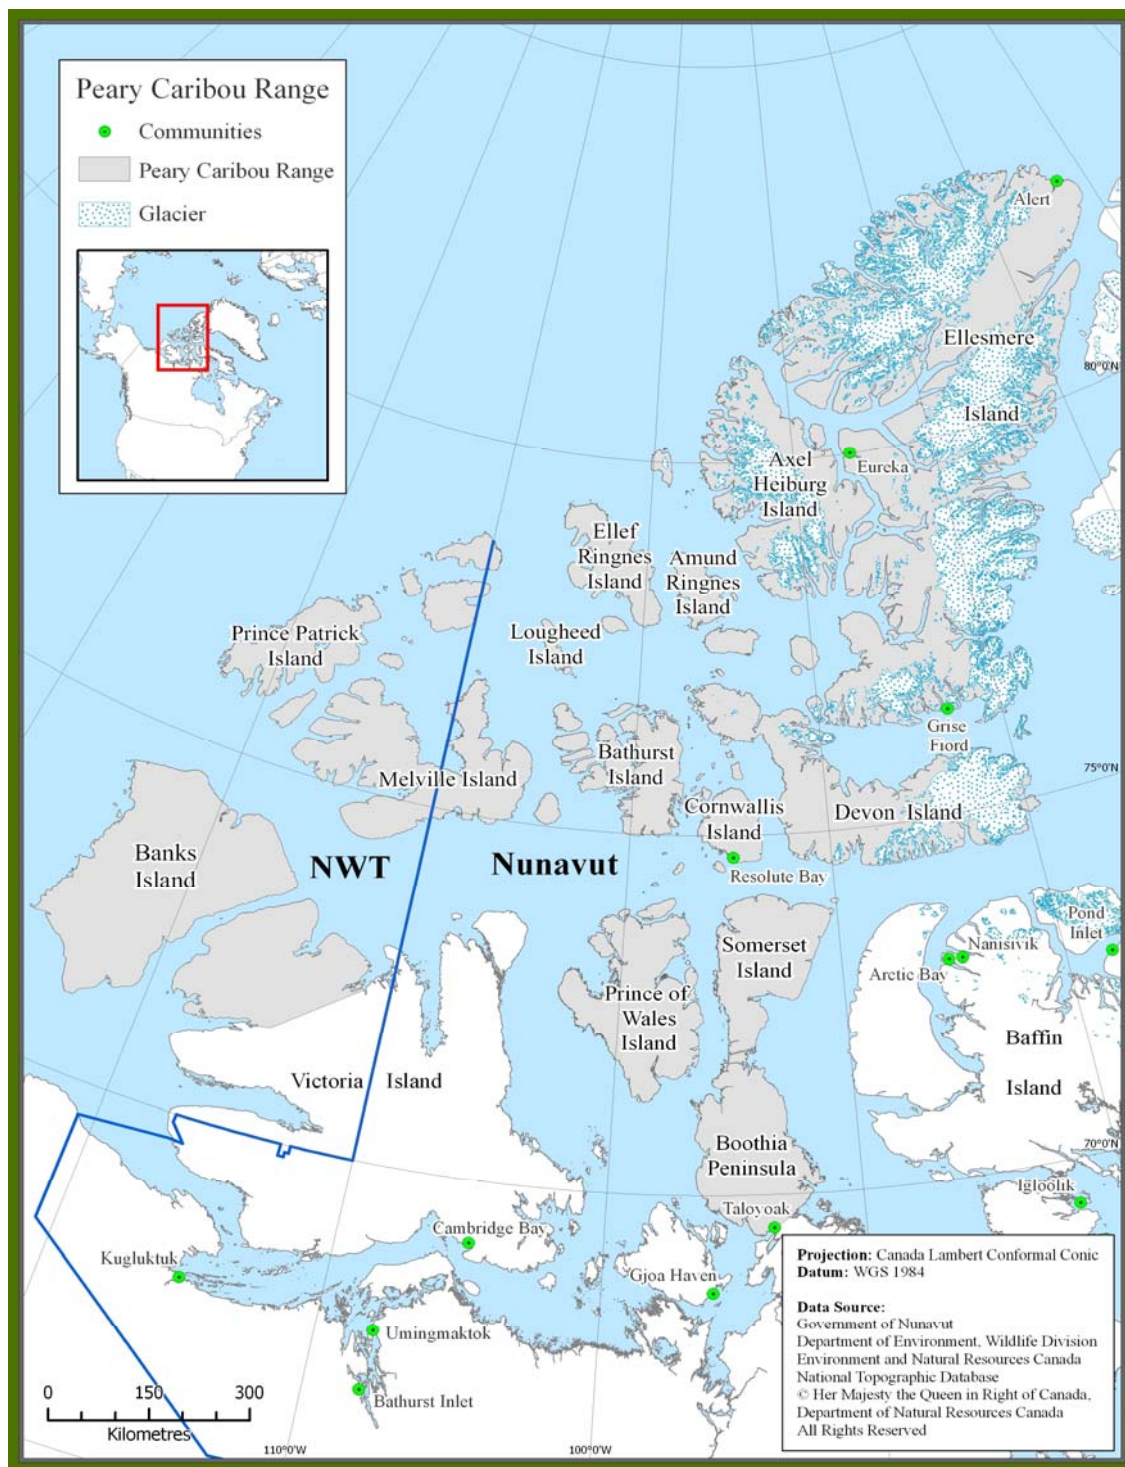 Peary Caribou Range
Communities
Peary Caribou Range
Glacier
Alert
Ellesmere
Island
80°0'N
Axel
Heiburg
Island
Eureka
Ellef
Ringnes
Island
Amund
Ringnes
Island
Prince Patrick
Island
Lougheed
Island
Grise
Fiord
Melville Island
Bathurst
Island
75°0'N
Cornwallis
Island
Devon Island
Banks
Island
NWT
Nunavut
Resolute Bay
Pond
Inlet
Nanisivik
Arctic Bay
Somerset
Island
Prince of
Wales
Island
Baffin
Island
Victoria Island
Boothia
Peninsula
70°0'N
Igloolik
Taloyoak
Cambridge Bay
Kugluktuk
Gjoa Haven
Umingmaktok
Bathurst Inlet
Projection: Canada Lambert Conformal Conic
Datum: WGS 1984
Data Source:
Government of Nunavut
Department of Environment, Wildlife Division
Environment and Natural Resources Canada
National Topographic Database
© Her Majesty the Queen in Right of Canada,
Department of Natural Resources Canada
All Rights Reserved
0 150 300
Kilometres
110°0'W
100°0'W